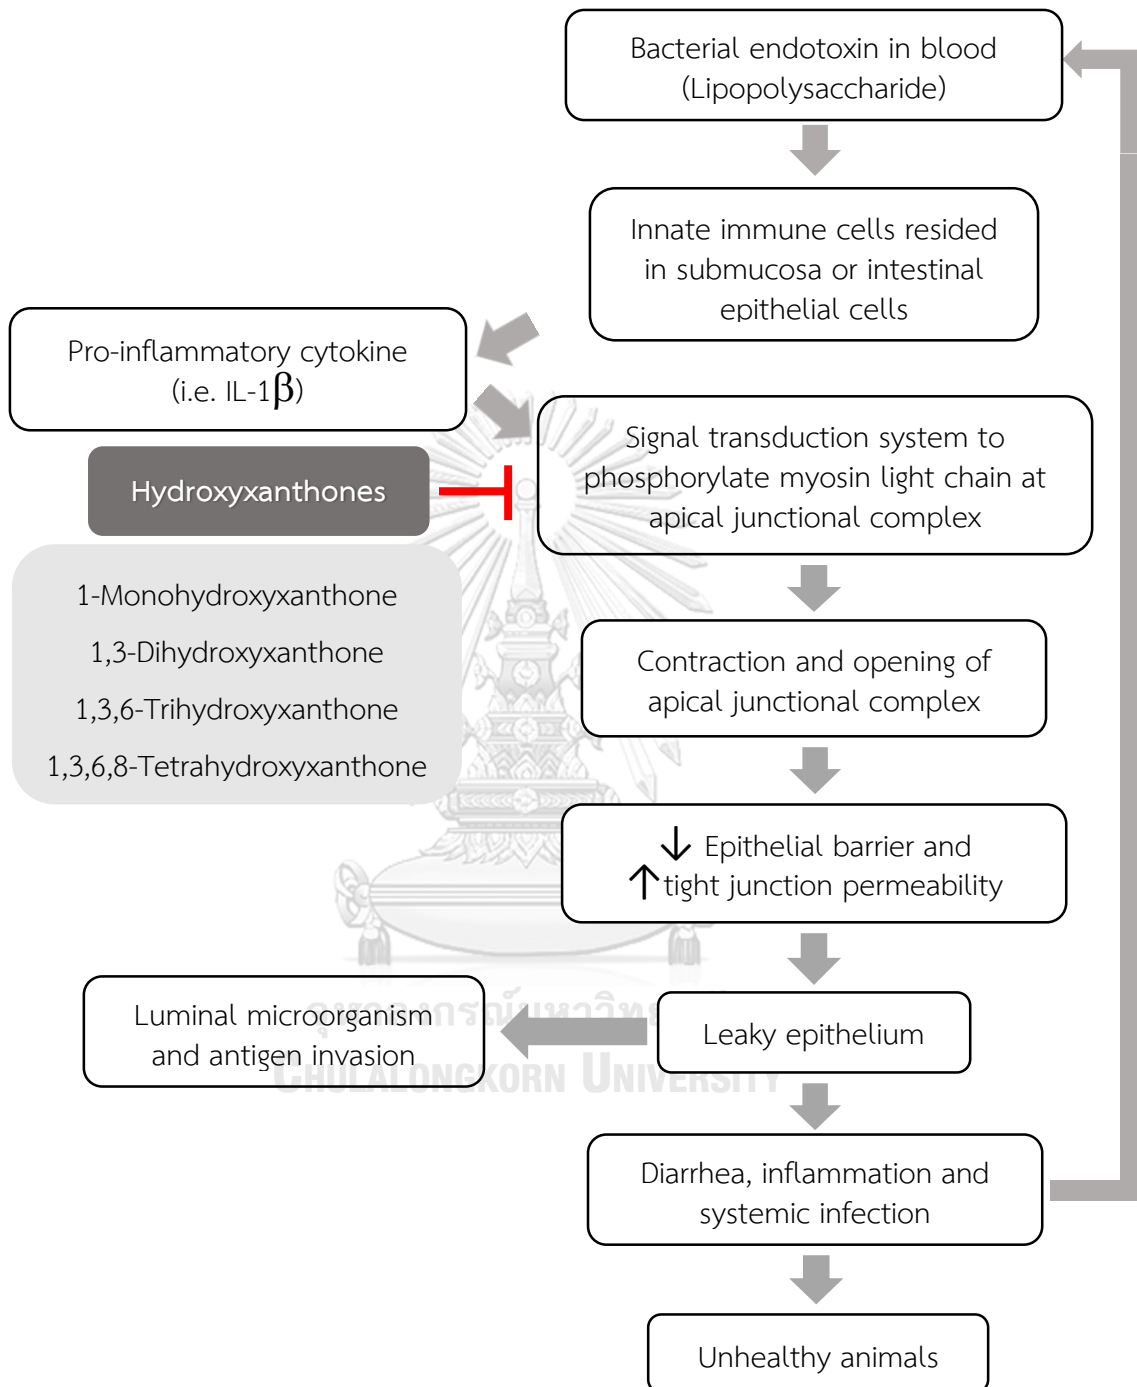 Bacterial endotoxin in blood
(Lipopolysaccharide)
Innate immune cells resided
in submucosa or intestinal
epithelial cells
Pro-inflammatory cytokine
(i.e. IL-1β)
Signal transduction system to
phosphorylate myosin light chain at
apical junctional complex
Hydroxyxanthones
1-Monohydroxyxanthone
1,3-Dihydroxyxanthone
1,3,6-Trihydroxyxanthone
1,3,6,8-Tetrahydroxyxanthone
Contraction and opening of
apical junctional complex
↓ Epithelial barrier and
↑tight junction permeability
Luminal microorganism
and antigen invasion
Leaky epithelium
CHULALONGKORN UNIVERSITY
Diarrhea, inflammation and
systemic infection
Unhealthy animals